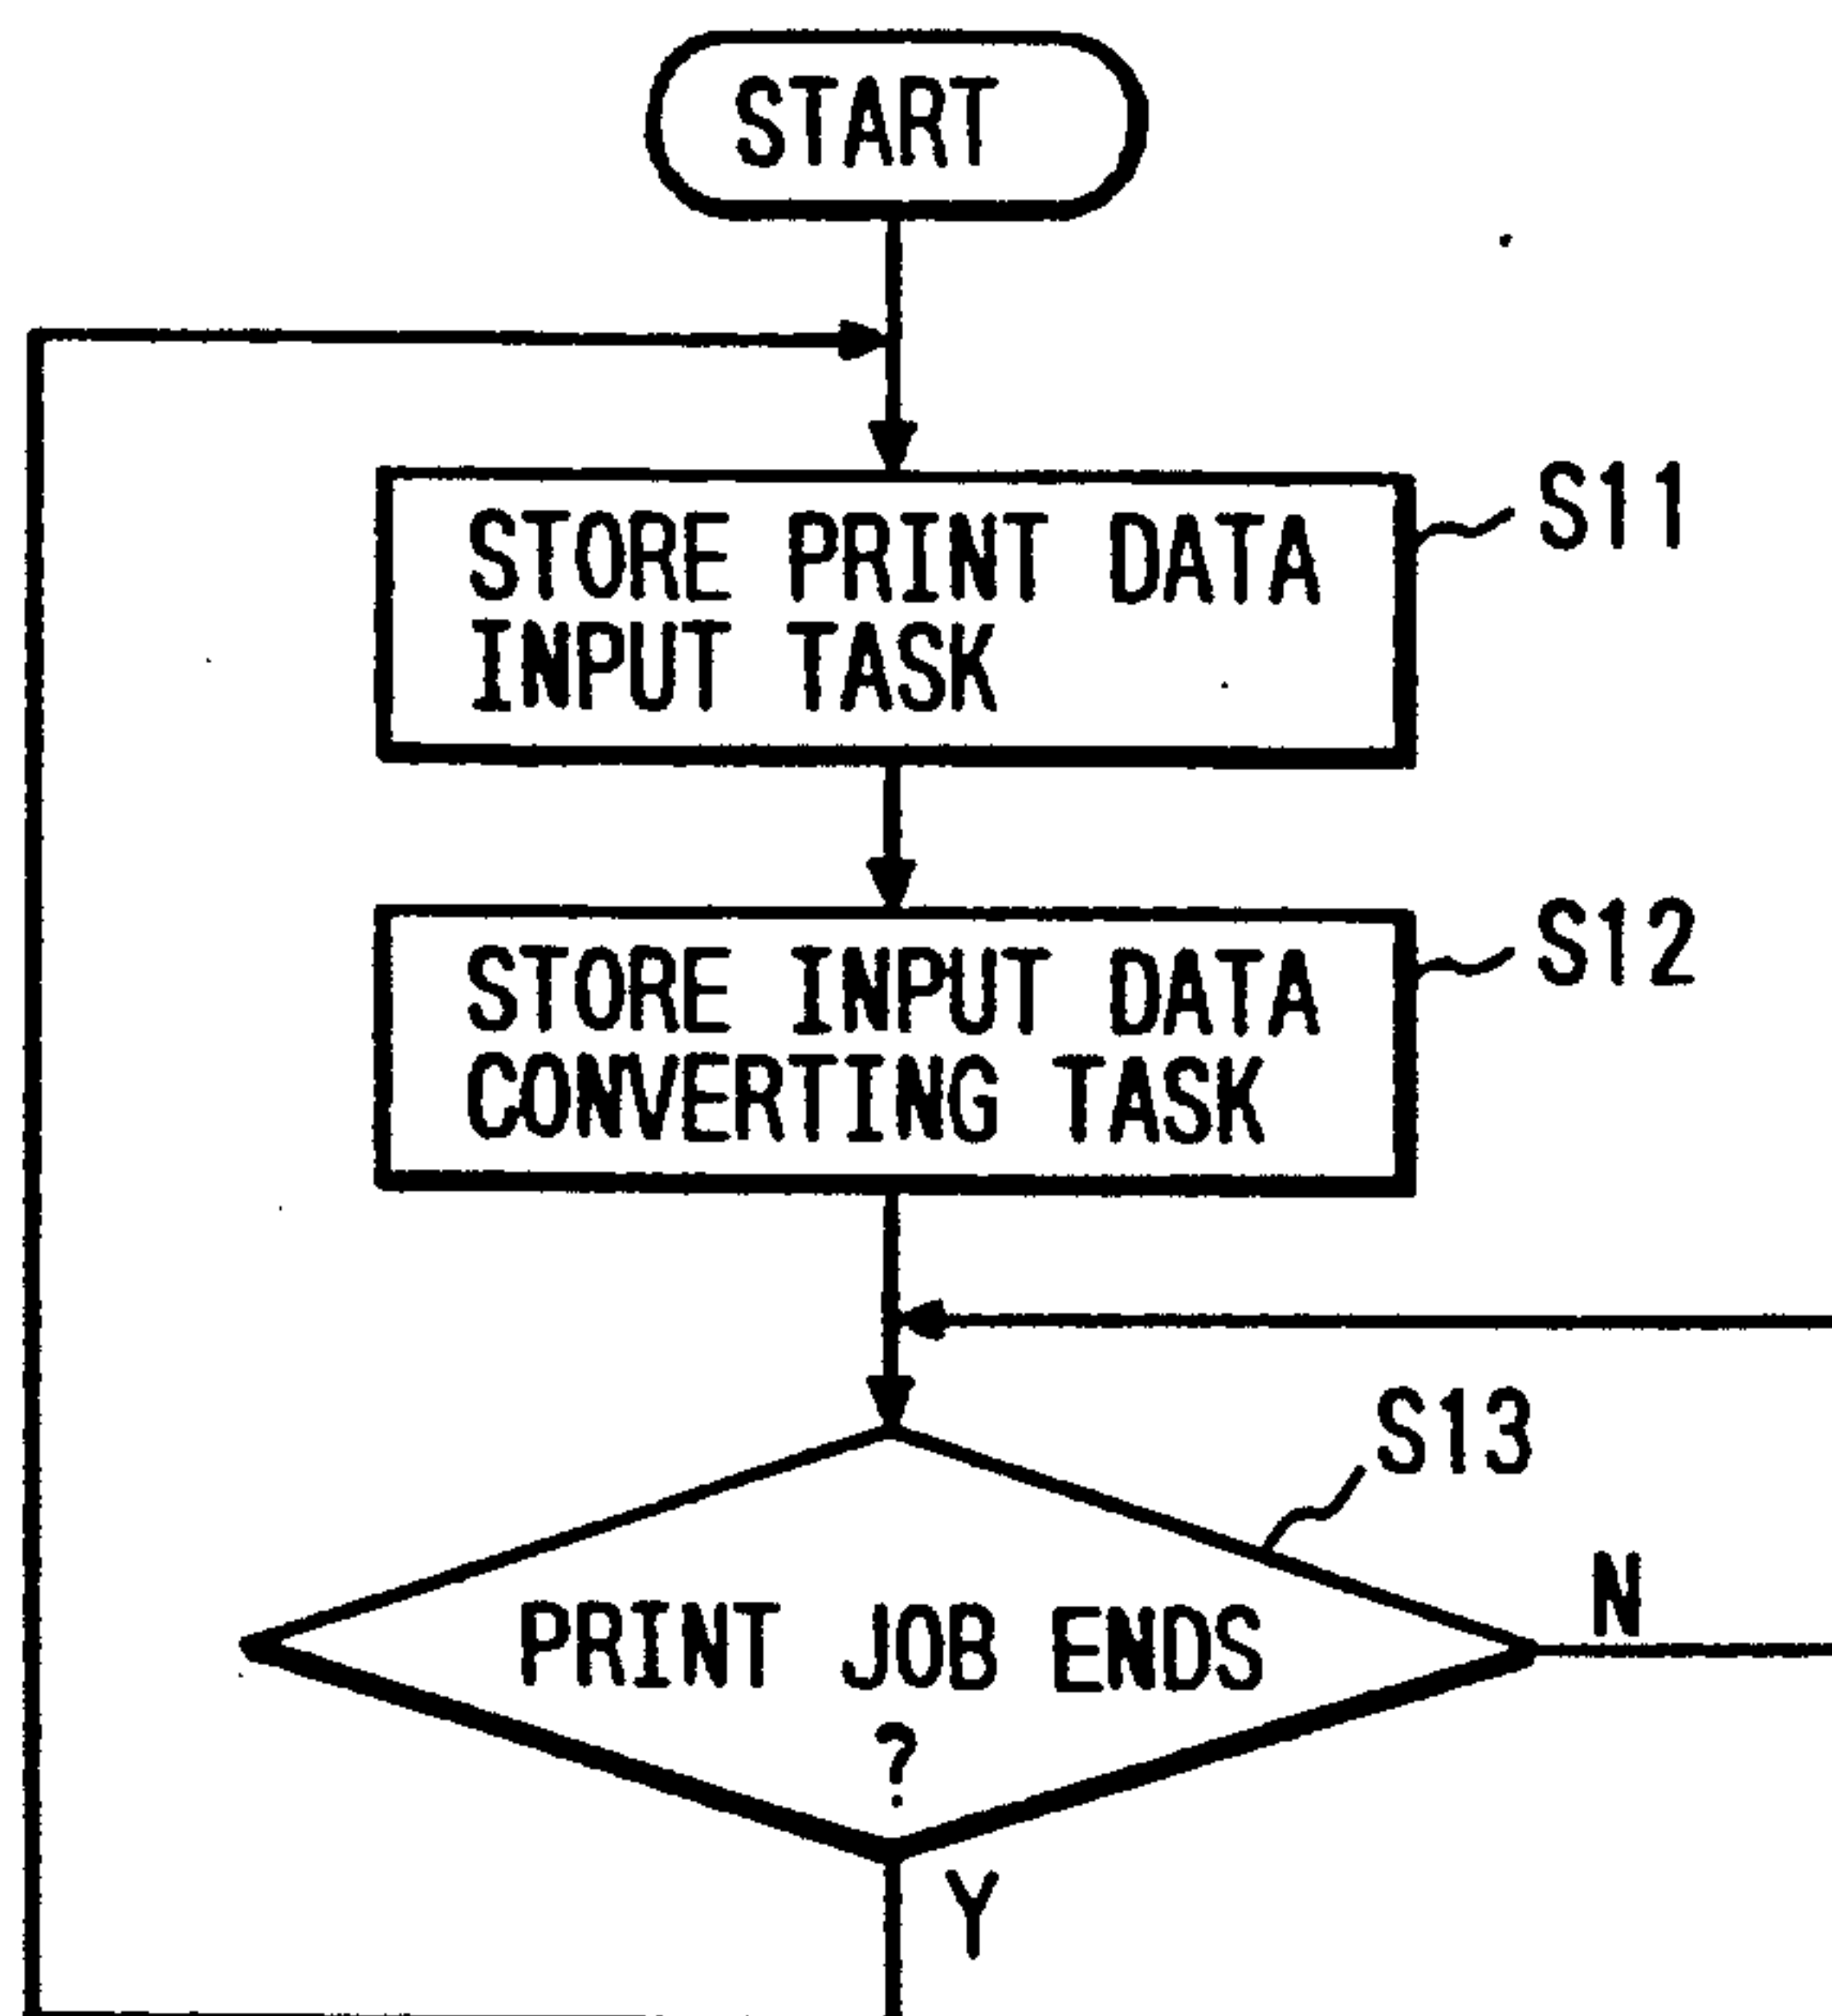 START
STORE PRINT DATA
INPUT TASK
S11
STORE INPUT DATA
CONVERTING TASK
S12
S13
PRINT JOB ENDS
?
N
Y